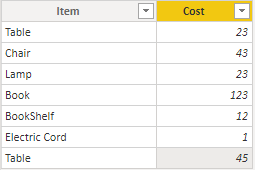 Item Cost
Table 23
Chair 43
Lamp 23
Book 123
BookShelf 12
Electric Cord 1
Table 45